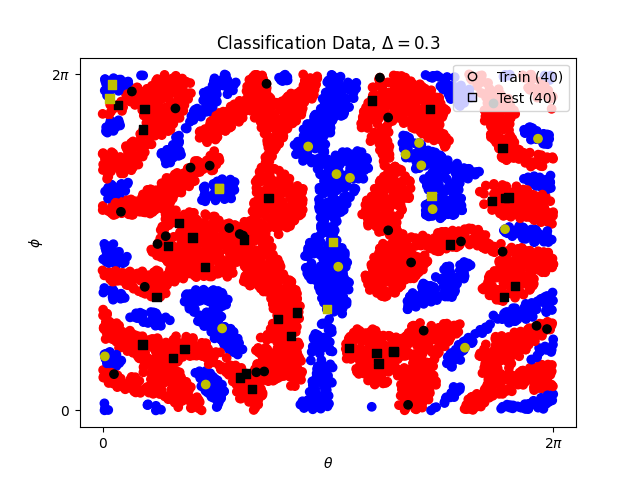 Classification Data, Δ = 0.3
Train (40)
Test (40)
2π
ϕ
0
0
2π
θ